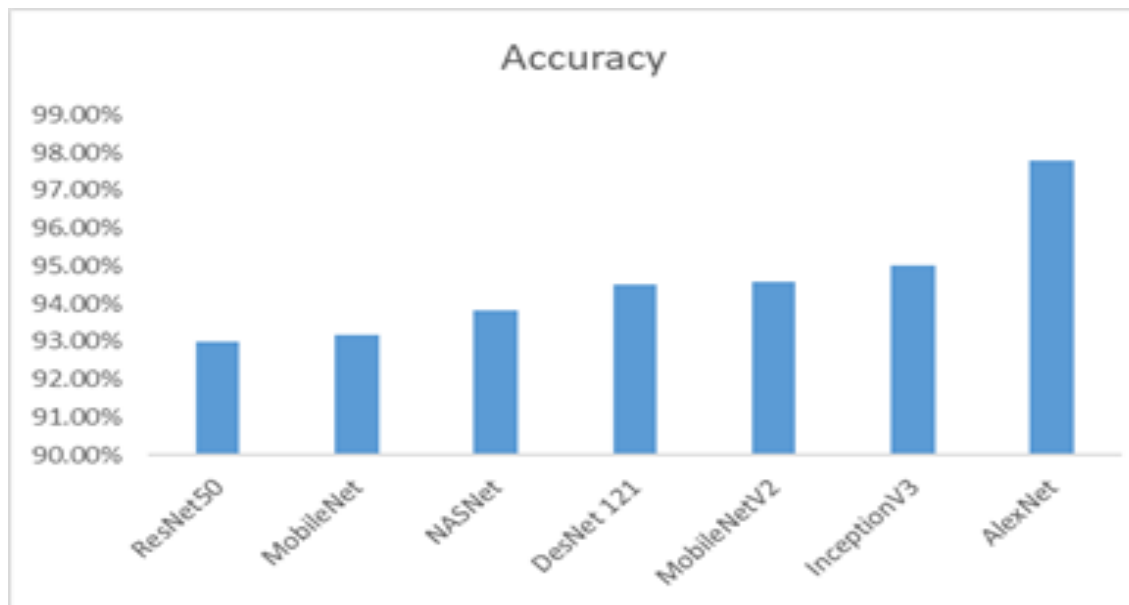 Accuracy
99.00%
98.00%
97.00%
96.00%
95.00%
94.00%
93.00%
92.00%
91.00%
90.00%
ResNet50
MobileNet
NASNet
DesNet 121
MobileNetV2
InceptionV3
AlexNet